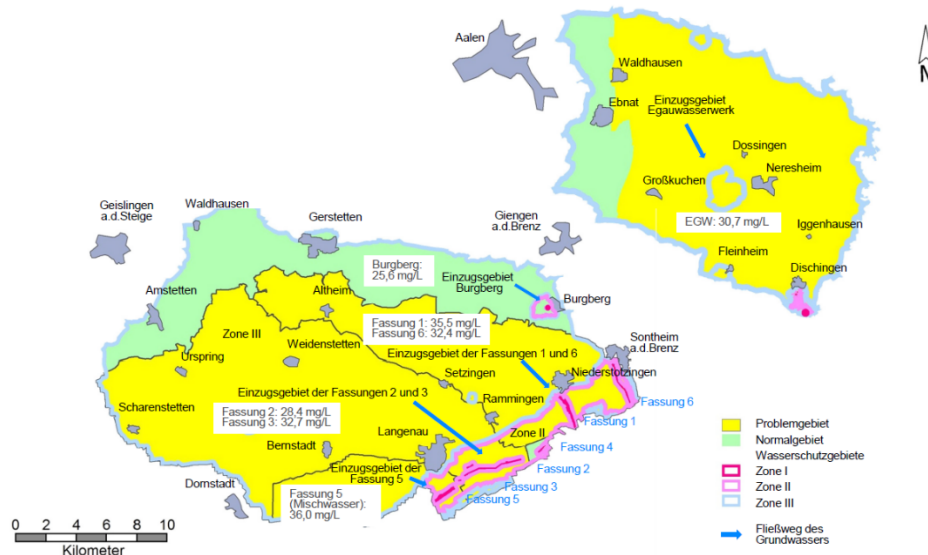 Aalen
N
Waldhausen
Ebnat
Einzugsgebiet
Egauwasserwerk
Dossingen
Neresheim
Großkuchen
EGW: 30,7 mg/L
Iggenhausen
Fleinheim
Dischingen
Geislingen
a.d.Steige
Waldhausen
Gerstetten
Giengen
a.d.Brenz
Burgberg:
25,6 mg/L
Einzugsgebiet
Burgberg
Burgberg
Amstetten
Altheim
Zone III
Fassung 1: 35,5 mg/L
Fassung 6: 32,4 mg/L
Sontheim
a.d.Brenz
Urspring
Weidenstetten
Einzugsgebiet der Fassungen 1 und 6
Niederstotzingen
Setzingen
Einzugsgebiet der Fassungen 2 und 3
Rammingen
Fassung 6
Scharenstetten
Fassung 2: 28,4 mg/L
Fassung 3: 32,7 mg/L
Fassung 1
Langenau
Zone II
Fassung 4
Bernstadt
Einzugsgebiet der
Fassung 5
Fassung 2
Fassung 3
Dornstadt
Fassung 5
(Mischwasser):
36,0 mg/L
Fassung 5
Problemgebiet
Normalgebiet
Wasserschutzgebiete
Zone I
Zone II
Zone III
Fließweg des
Grundwassers
0 2 4 6 8 10
Kilometer